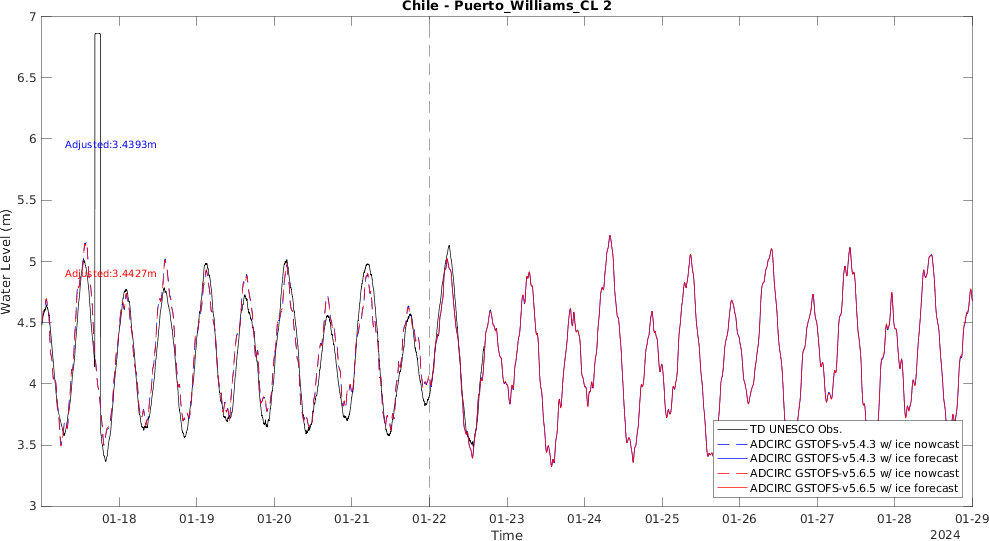 Chile - Puerto_Williams_CL 2
Water Level (m)
7
6.5
6
5.5
5
4.5
4
3.5
3
Adjusted:3.4393m
Adjusted:3.4427m
TD UNESCO Obs.
ADCIRC GSTOFS-v5.4.3 w/ ice nowcast
ADCIRC GSTOFS-v5.4.3 w/ ice forecast
ADCIRC GSTOFS-v5.6.5 w/ ice nowcast
ADCIRC GSTOFS-v5.6.5 w/ ice forecast
01-18 01-19 01-20 01-21 01-22 01-23 01-24 01-25 01-26 01-27 01-28 01-29
Time
2024